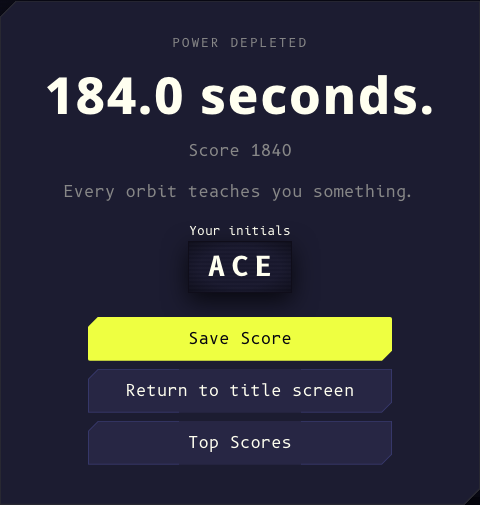 POWER DEPLETED
184.0 seconds.
Score 1840
Every orbit teaches you something.
Your initials
ACE
Save Score
Return to title screen
Top Scores